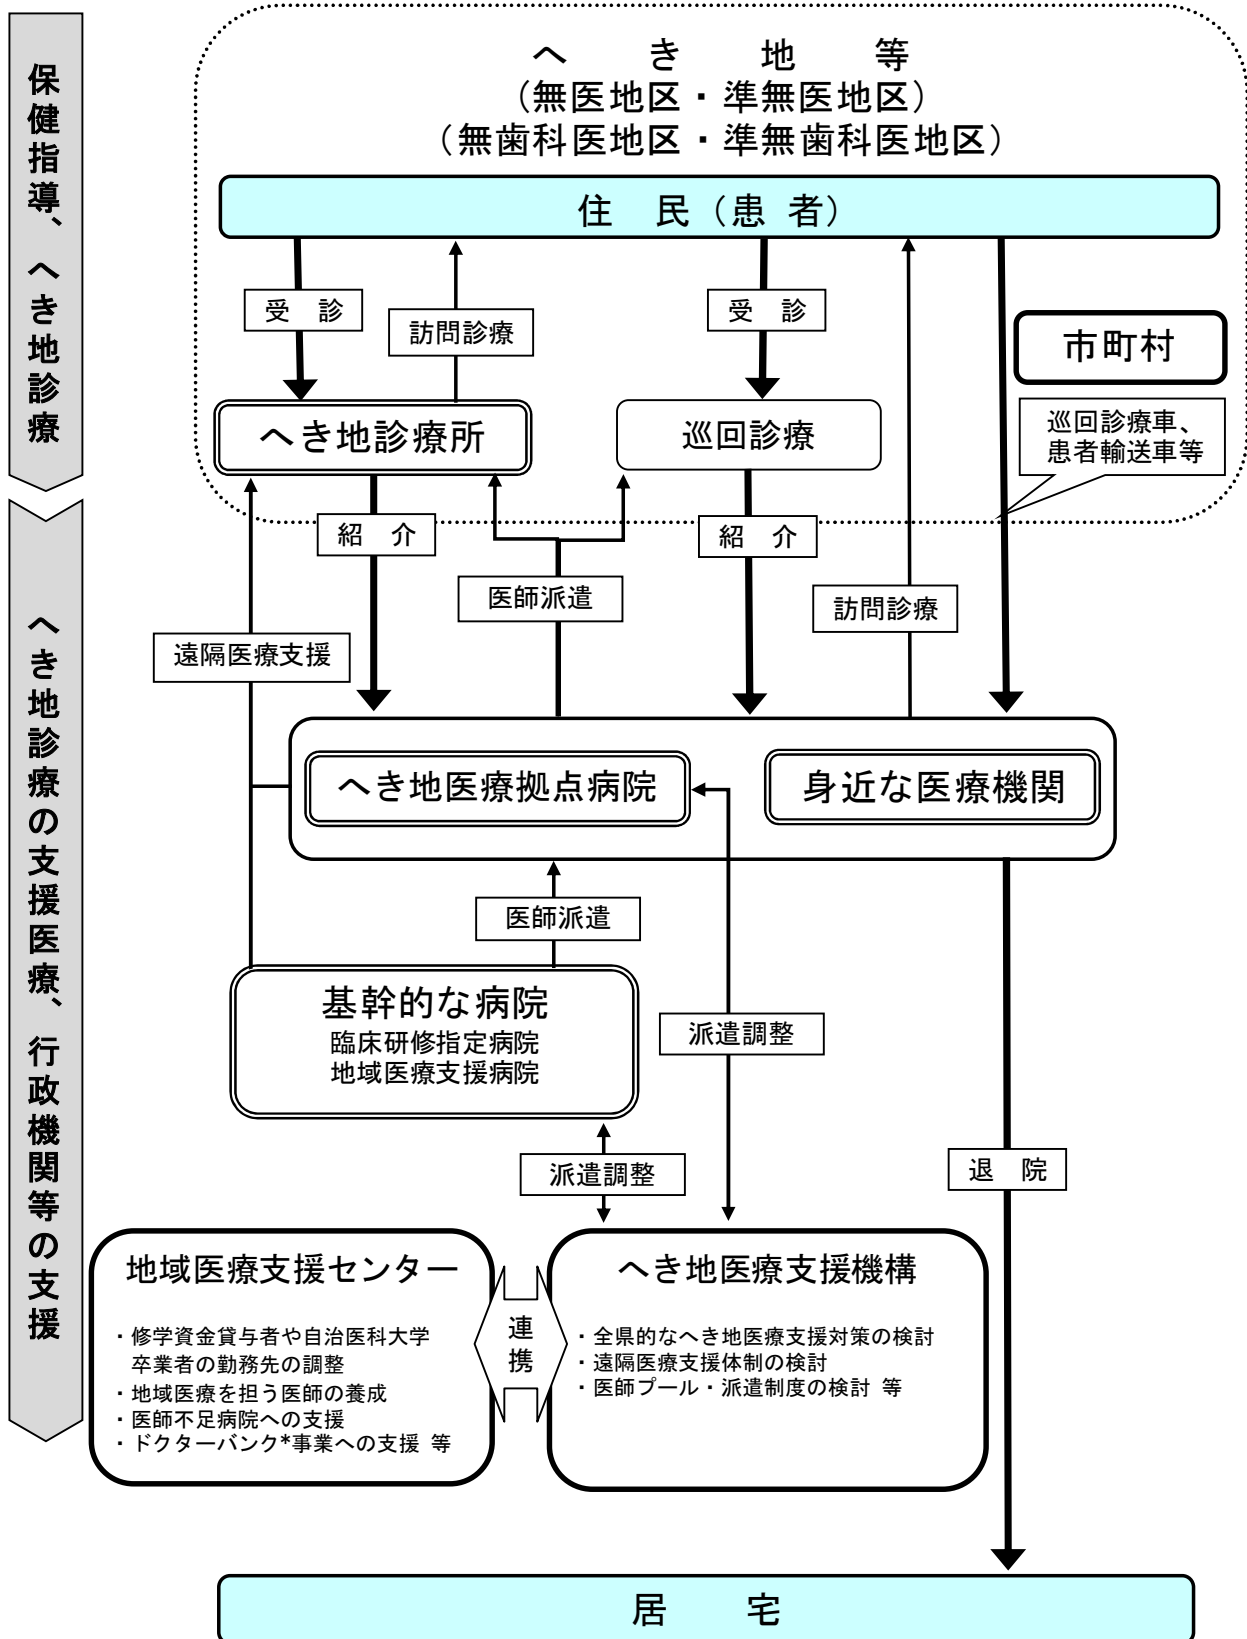 保健指導、へき地診療
へき地診療の支援医療、行政機関等の支援
へ き 地 等
（無医地区・準無医地区）
（無歯科医地区・準無歯科医地区）
住 民（患 者）
受 診
訪問診療
受 診
市町村
へき地診療所
巡回診療
巡回診療車、
患者輸送車等
紹 介
紹 介
医師派遣
訪問診療
遠隔医療支援
へき地医療拠点病院
身近な医療機関
医師派遣
基幹的な病院
臨床研修指定病院
地域医療支援病院
派遣調整
派遣調整
退 院
地域医療支援センター
・修学資金貸与者や自治医科大学
卒業者の勤務先の調整
・地域医療を担う医師の養成
・医師不足病院への支援
・ドクターバンク*事業への支援 等
連
携
へき地医療支援機構
・全県的なへき地医療支援対策の検討
・遠隔医療支援体制の検討
・医師プール・派遣制度の検討 等
居 宅